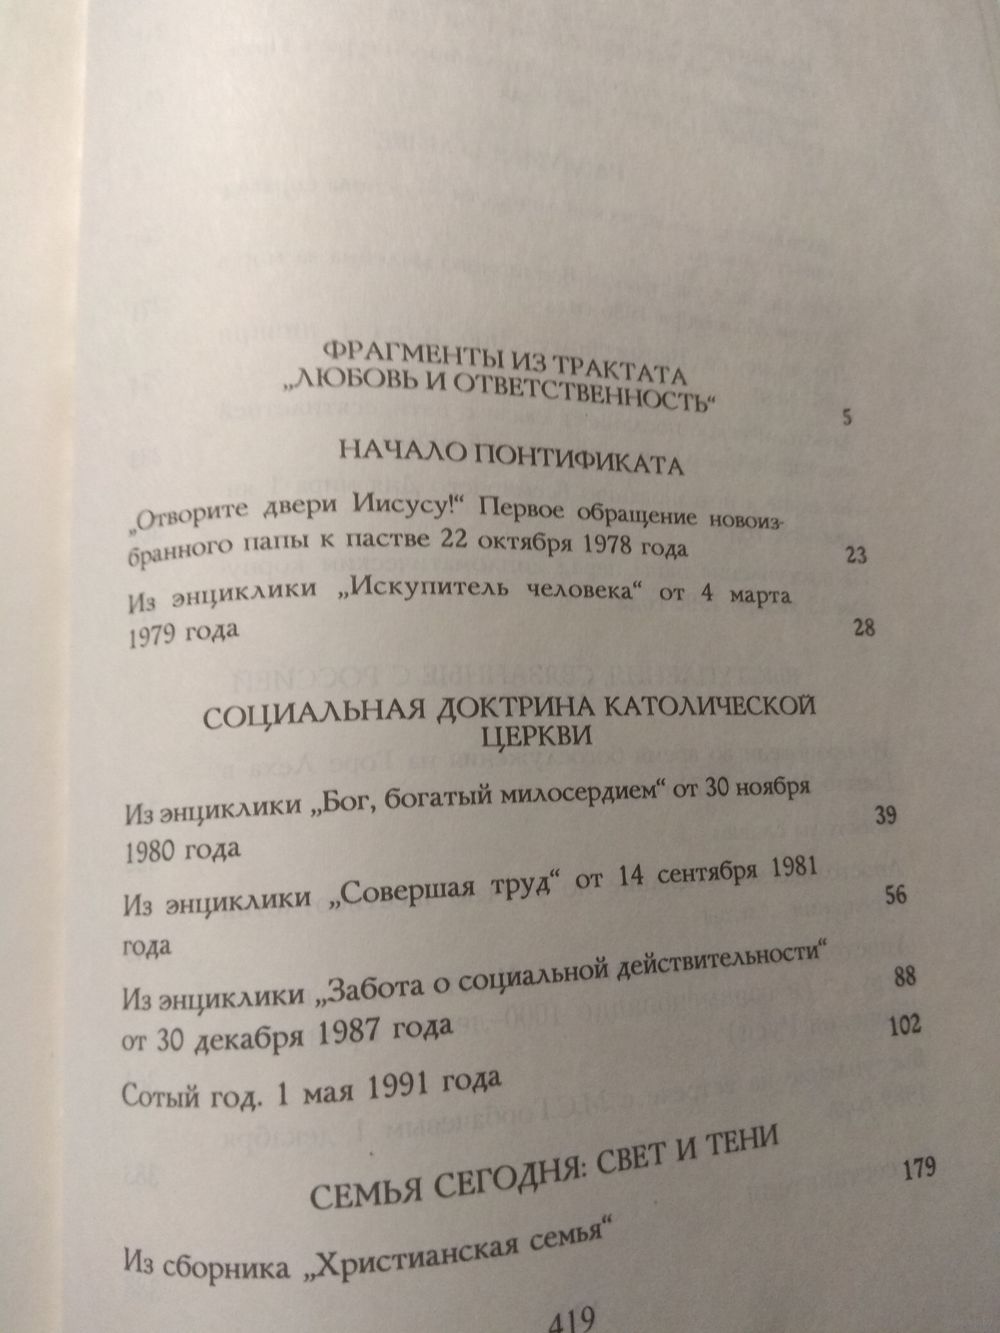 ФРАГМЕНТЫ ИЗ ТРАКТАТА
„ЛЮБОВЬ И ОТВЕТСТВЕННОСТЬ“
5
НАЧАЛО ПОНТИФИКАТА
„Отворите двери Иисусу!“ Первое обращение новоиз-
бранного папы к пастве 22 октября 1978 года 23
Из энциклики „Искупитель человека“ от 4 марта
1979 года 28
СОЦИАЛЬНАЯ ДОКТРИНА КАТОЛИЧЕСКОЙ
ЦЕРКВИ
Из энциклики „Бог, богатый милосердием“ от 30 ноября
1980 года 39
Из энциклики „Совершая труд“ от 14 сентября 1981
года 56
Из энциклики „Забота о социальной действительности“
от 30 декабря 1987 года 88
Сотый год. 1 мая 1991 года 102
СЕМЬЯ СЕГОДНЯ: СВЕТ И ТЕНИ
Из сборника „Христианская семья“ 179
419